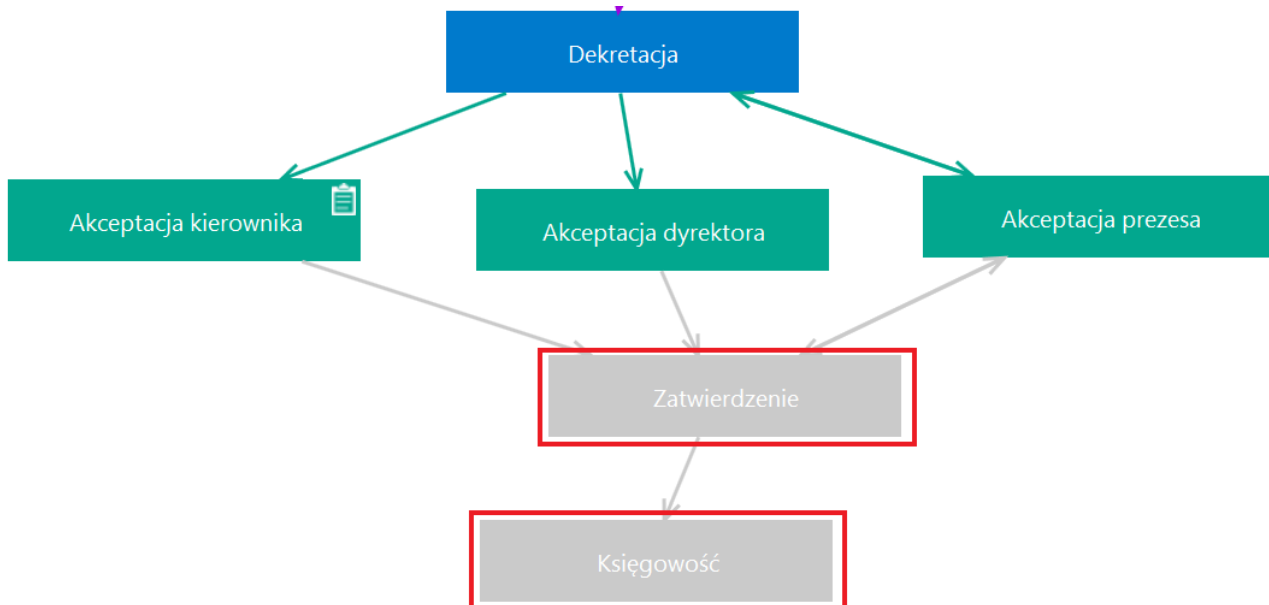 Dekretacja
Akceptacja kierownika
Akceptacja dyrektora
Akceptacja prezesa
Zatwierdzenie
Księgowość